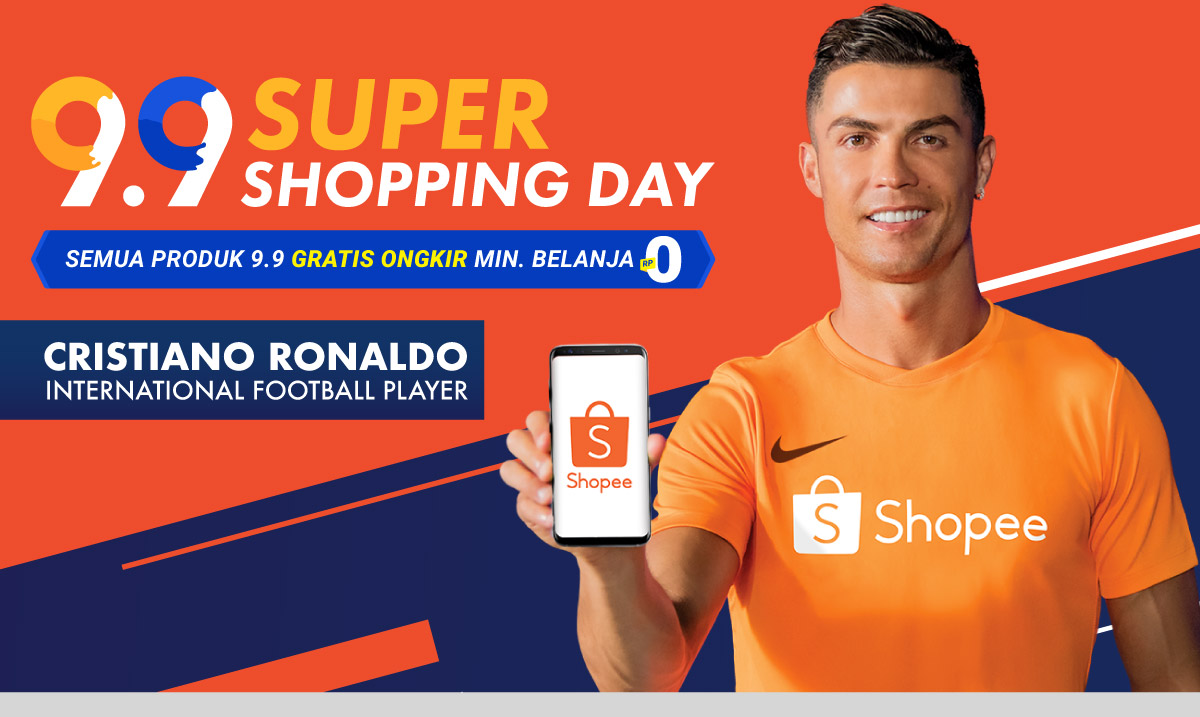 9.9 SUPER
SHOPPING DAY
SEMUA PRODUK 9.9 GRATIS ONGKIR MIN. BELANJA RP 0
CRISTIANO RONALDO
INTERNATIONAL FOOTBALL PLAYER
S
Shopee
S Shopee